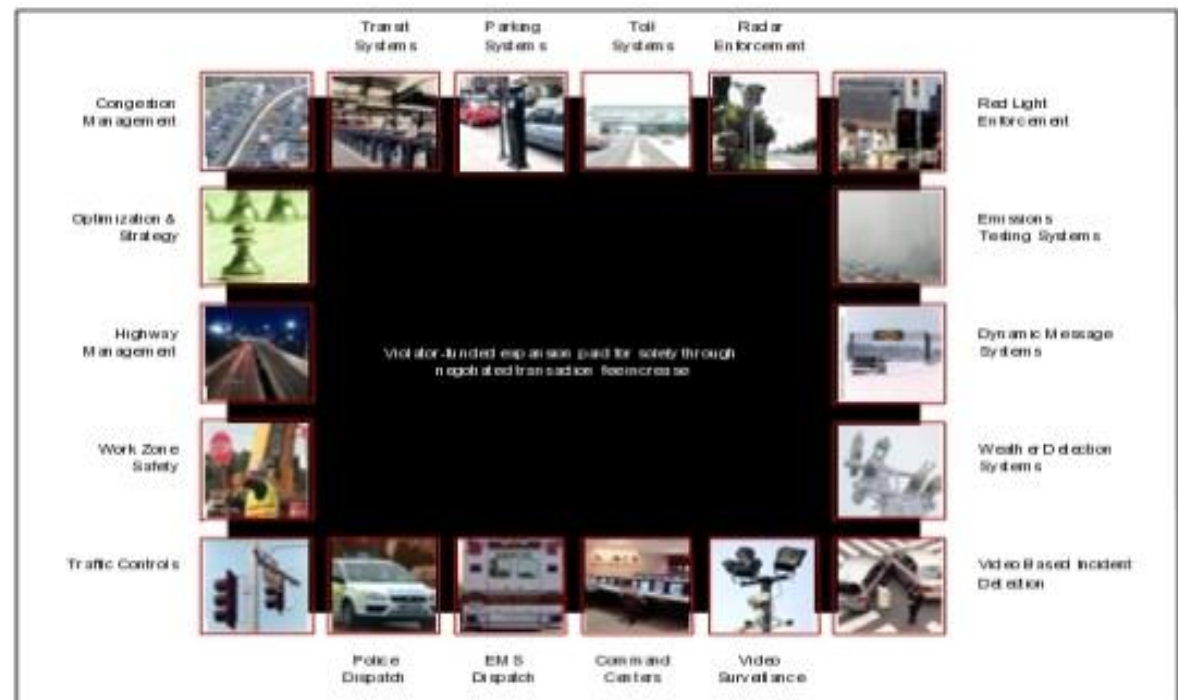 Transit
Systems
Parking
Systems
Toll
Systems
Radar
Enforcement
Congestion
Management
Red Light
Enforcement
Optimization &
Strategy
Emissions
Testing Systems
Highway
Management
Violator-funded expansion paid for solely through
negotiated transaction fee increase
Dynamic Message
Systems
Work Zone
Safety
Weather Detection
Systems
Traffic Controls
Video Based Incident
Detection
Police
Dispatch
EMS
Dispatch
Command
Centers
Video
Surveillance